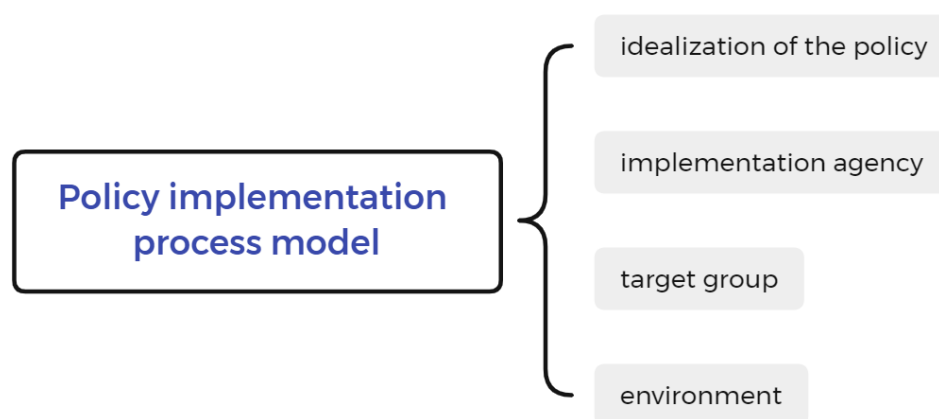 Policy implementation
process model
idealization of the policy
implementation agency
target group
environment